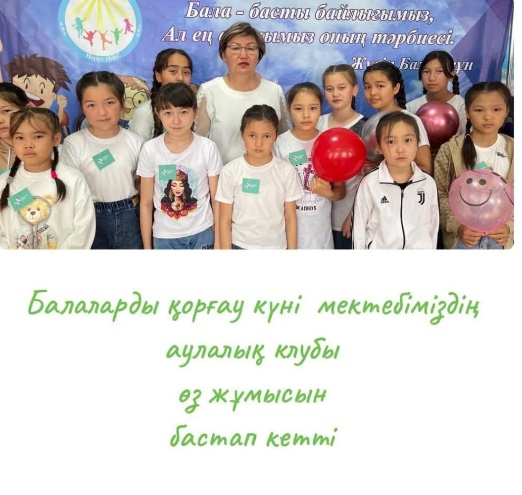 Бала - басты байлығымыз,
Ал ең
оның тәрбиесі.
Балаларды қорғау күні мектебіміздің
аулалық клубы
өз жұмысын
бастап кетті